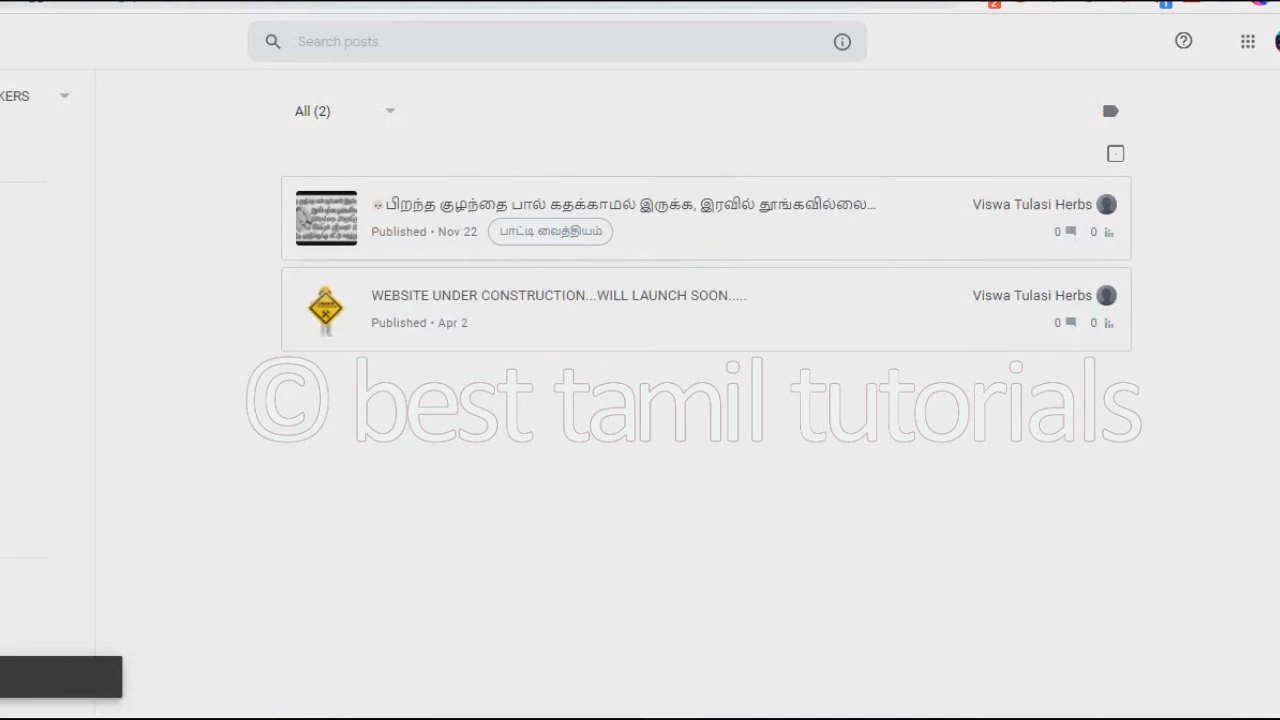 2
Search posts
KERS
All (2)
பிறந்த குழந்தை பால் கதக்காமல் இருக்க, இரவில் தூங்கவில்லை...
Viswa Tulasi Herbs
Published • Nov 22
பாட்டி வைத்தியம்
0 0
WEBSITE UNDER CONSTRUCTION...WILL LAUNCH SOON.....
Viswa Tulasi Herbs
Published • Apr 2
0 0
© best tamil tutorials